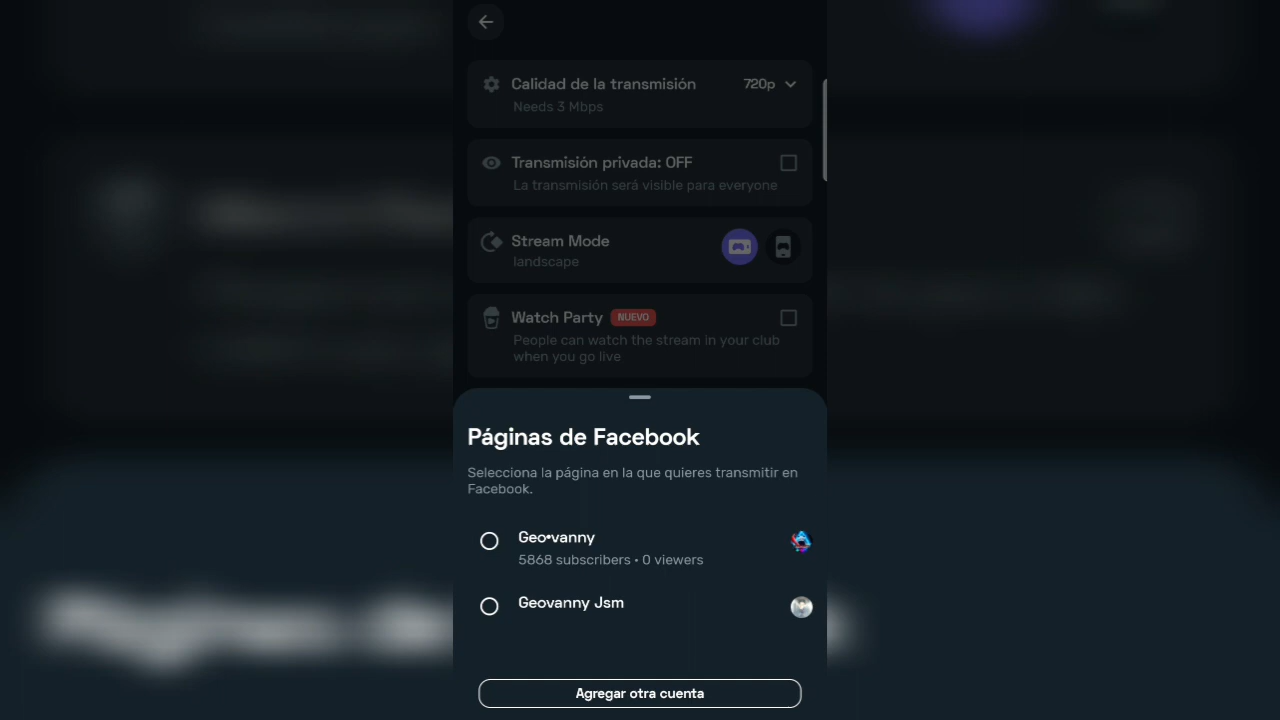 Calidad de la transmisión 720p
Needs 3 Mbps
Transmisión privada: OFF
La transmisión será visible para everyone
Stream Mode
landscape
Watch Party NUEVO
People can watch the stream in your club
when you go live
Páginas de Facebook
Selecciona la página en la que quieres transmitir en
Facebook.
Geo•vanny
5868 subscribers • 0 viewers
Geovanny Jsm
Agregar otra cuenta